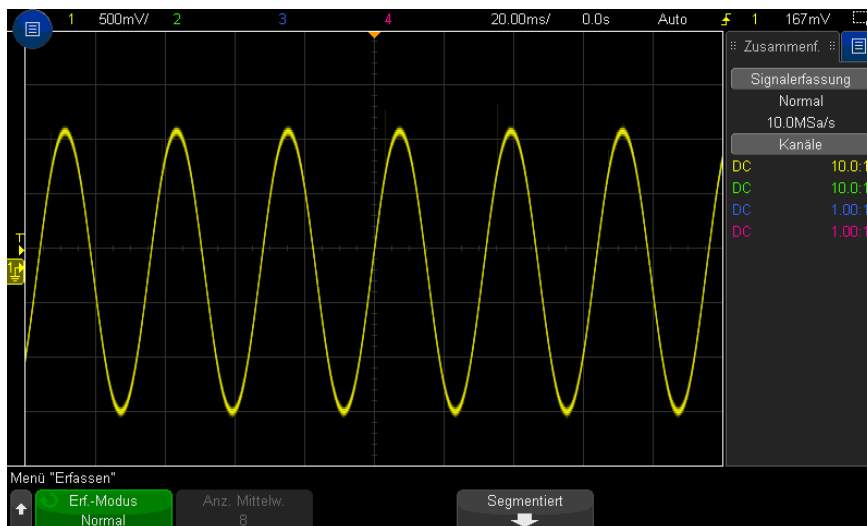 1 500mV/ 2 3 4 20.00ms/ 0.0s Auto 1 167mV
Zusammenf.
Signalerfassung
Normal
10.0MSa/s
Kanäle
DC 10.0:1
DC 10.0:1
DC 1.00:1
DC 1.00:1
T
1
Menü "Erfassen"
Erf.-Modus Anz. Mittelw. Segmentiert
Normal 8